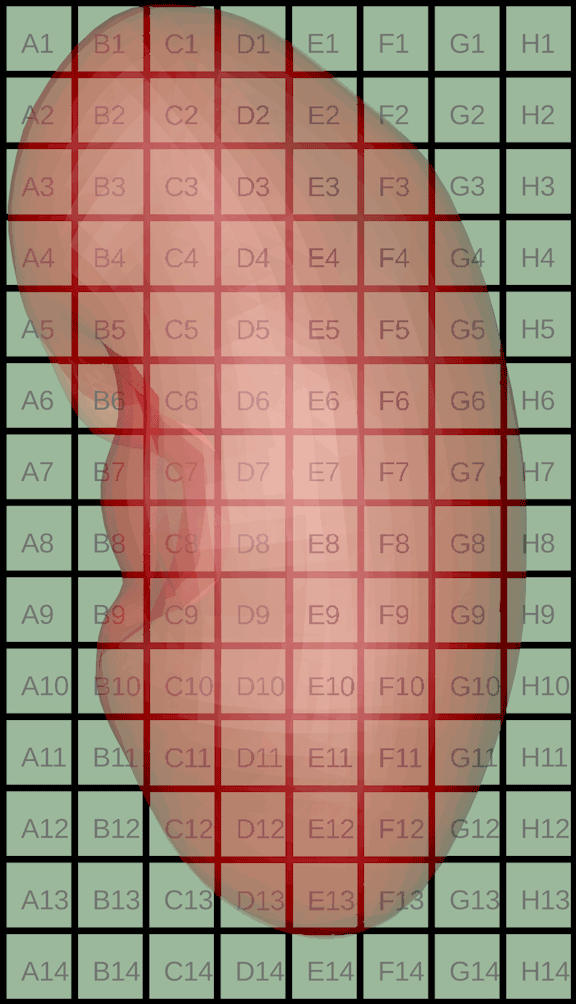 A1 B1 C1 D1 E1 F1 G1 H1
A2 B2 C2 D2 E2 F2 G2 H2
A3 B3 C3 D3 E3 F3 G3 H3
A4 B4 C4 D4 E4 F4 G4 H4
A5 B5 C5 D5 E5 F5 G5 H5
A6 B6 C6 D6 E6 F6 G6 H6
A7 B7 C7 D7 E7 F7 G7 H7
A8 B8 C8 D8 E8 F8 G8 H8
A9 B9 C9 D9 E9 F9 G9 H9
A10 B10 C10 D10 E10 F10 G10 H10
A11 B11 C11 D11 E11 F11 G11 H11
A12 B12 C12 D12 E12 F12 G12 H12
A13 B13 C13 D13 E13 F13 G13 H13
A14 B14 C14 D14 E14 F14 G14 H14